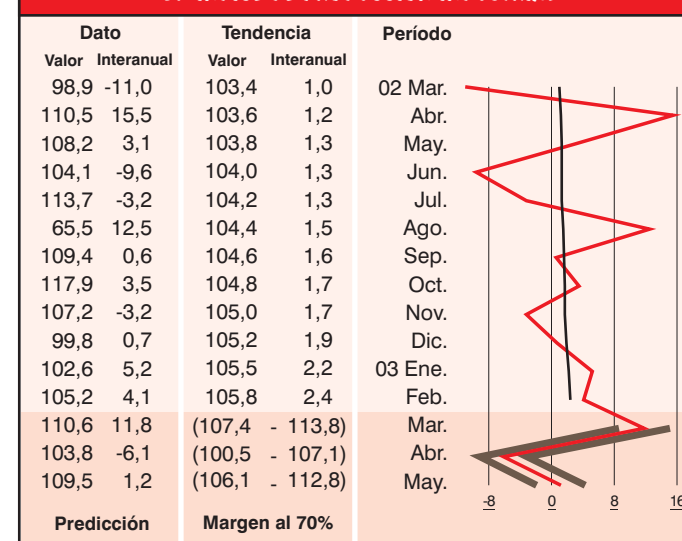 Dato Tendencia Período
Valor Interanual Valor Interanual
98,9 -11,0 103,4 1,0 02 Mar.
110,5 15,5 103,6 1,2 Abr.
108,2 3,1 103,8 1,3 May.
104,1 -9,6 104,0 1,3 Jun.
113,7 -3,2 104,2 1,3 Jul.
65,5 12,5 104,4 1,5 Ago.
109,4 0,6 104,6 1,6 Sep.
117,9 3,5 104,8 1,7 Oct.
107,2 -3,2 105,0 1,7 Nov.
99,8 0,7 105,2 1,9 Dic.
102,6 5,2 105,5 2,2 03 Ene.
105,2 4,1 105,8 2,4 Feb.
110,6 11,8 (107,4 - 113,8) Mar.
103,8 -6,1 (100,5 - 107,1) Abr.
109,5 1,2 (106,1 - 112,8) May.
-8 0 8 16
Predicción Margen al 70%